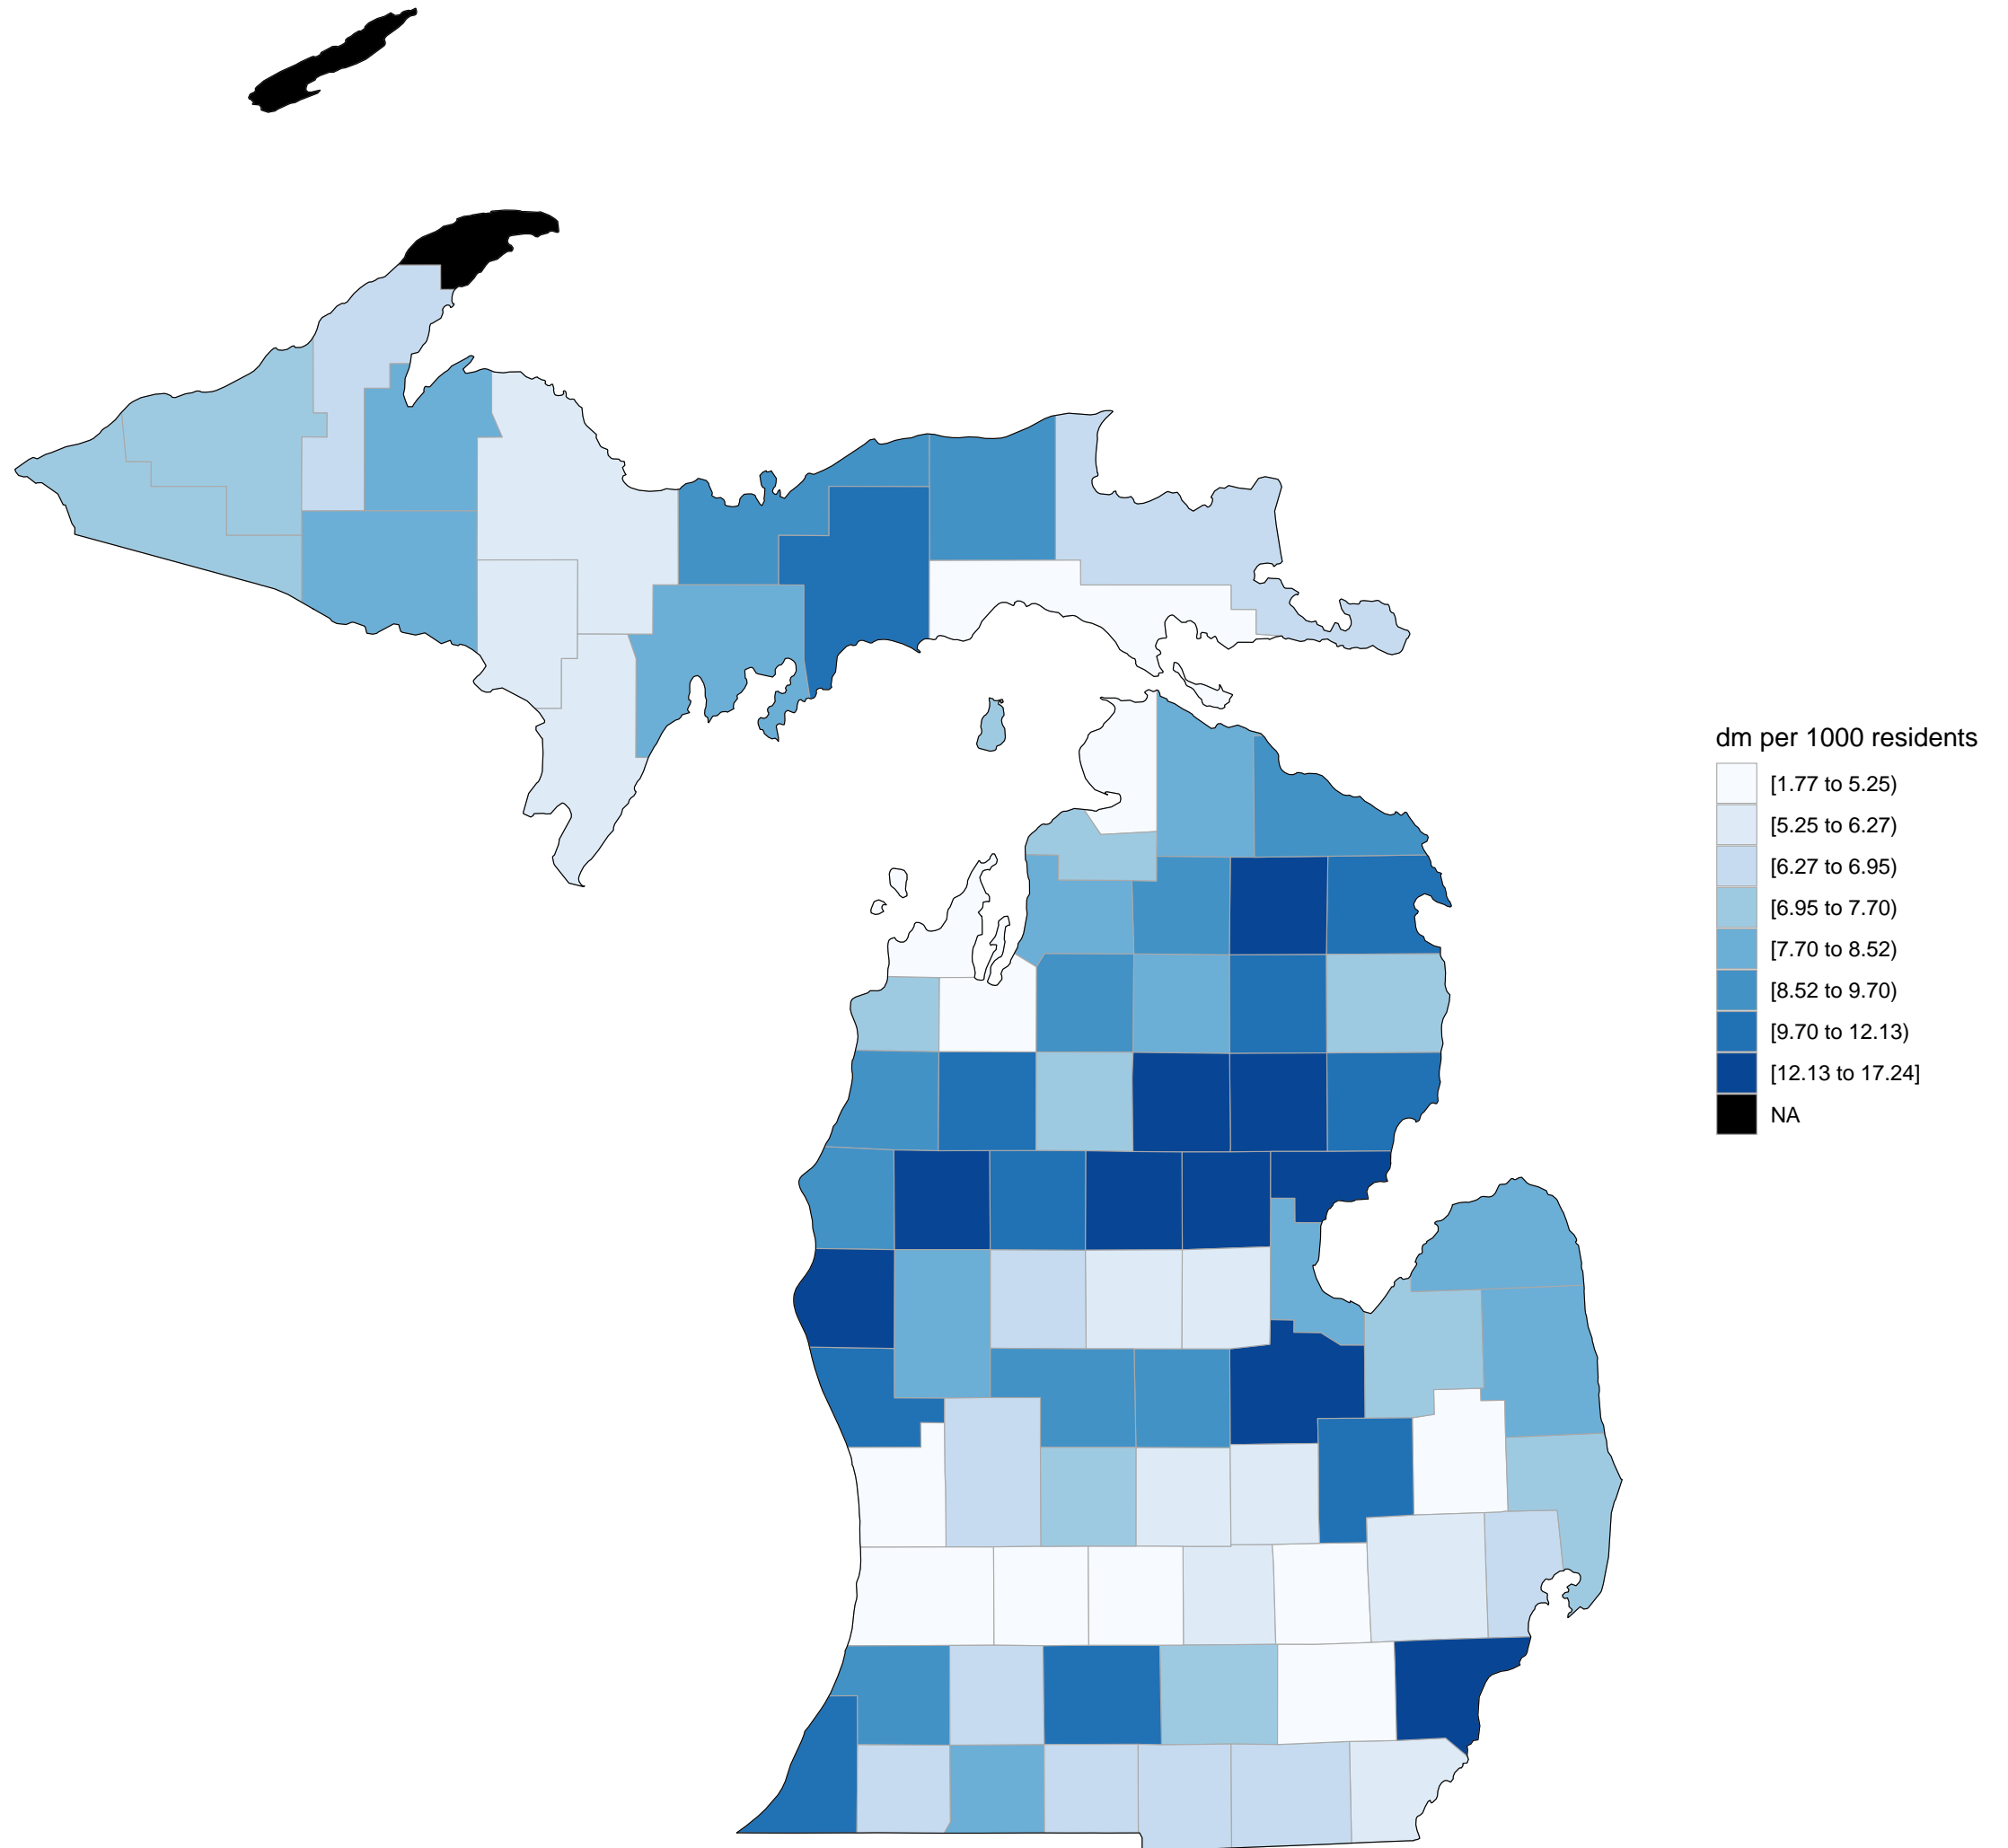 dm per 1000 residents
[1.77 to 5.25)
[5.25 to 6.27)
[6.27 to 6.95)
[6.95 to 7.70)
[7.70 to 8.52)
[8.52 to 9.70)
[9.70 to 12.13)
[12.13 to 17.24]
NA